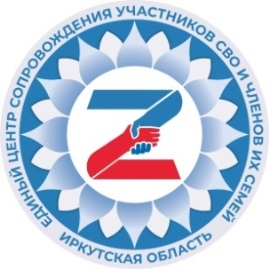 ЕДИНЫЙ ЦЕНТР СОПРОВОЖДЕНИЯ УЧАСТНИКОВ СВО И ЧЛЕНОВ ИХ СЕМЕЙ
ИРКУТСКАЯ ОБЛАСТЬ
Z